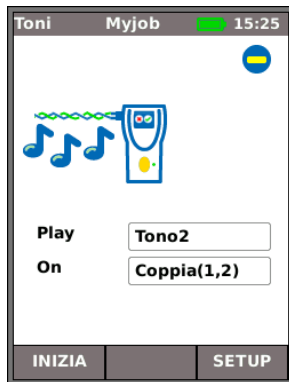 Toni Myjob 15:25
Play Tono2
On Coppia(1,2)
INIZIA SETUP